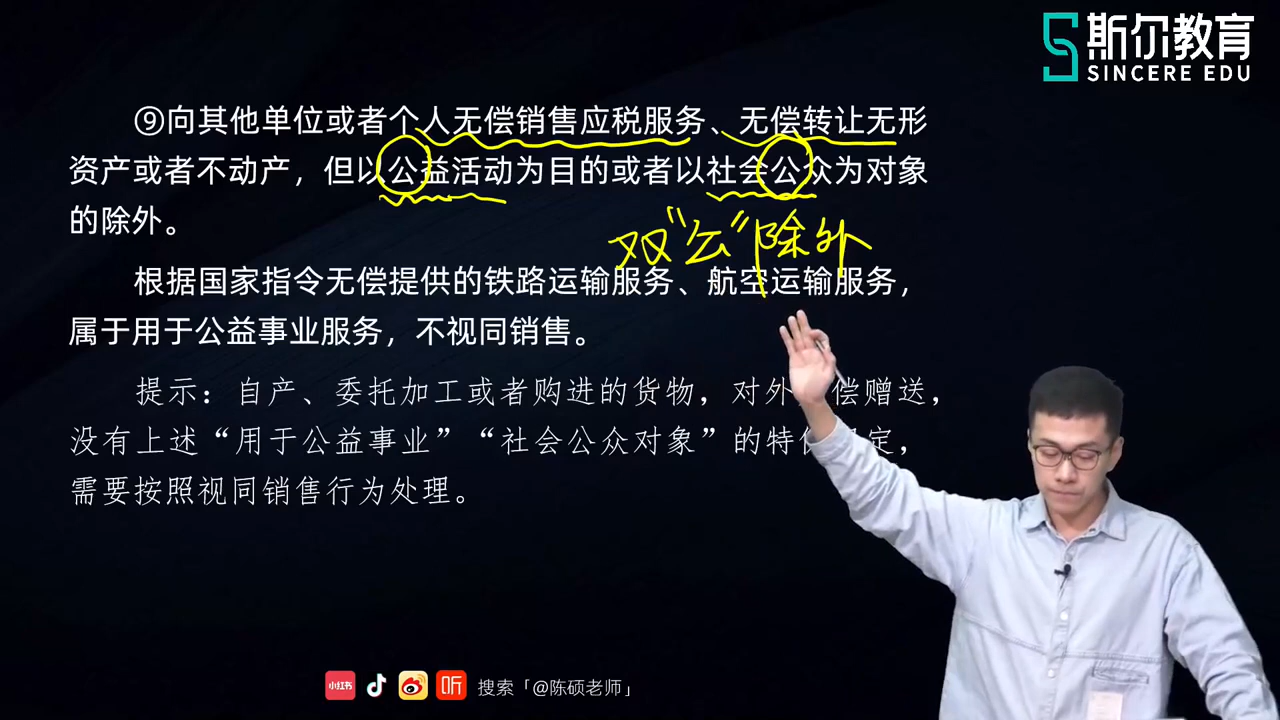 斯尔教育
SINCERE EDU
⑨向其他单位或者个人无偿销售应税服务、无偿转让无形
资产或者不动产，但以公益活动为目的或者以社会公众为对象
的除外。
双“公”除外
根据国家指令无偿提供的铁路运输服务、航空运输服务，
属于用于公益事业服务，不视同销售。
提示：自产、委托加工或者购进的货物，对外 偿赠送，
没有上述“用于公益事业”“社会公众对象”的特 定，
需要按照视同销售行为处理。
小红书
听
搜索「@陈硕老师」